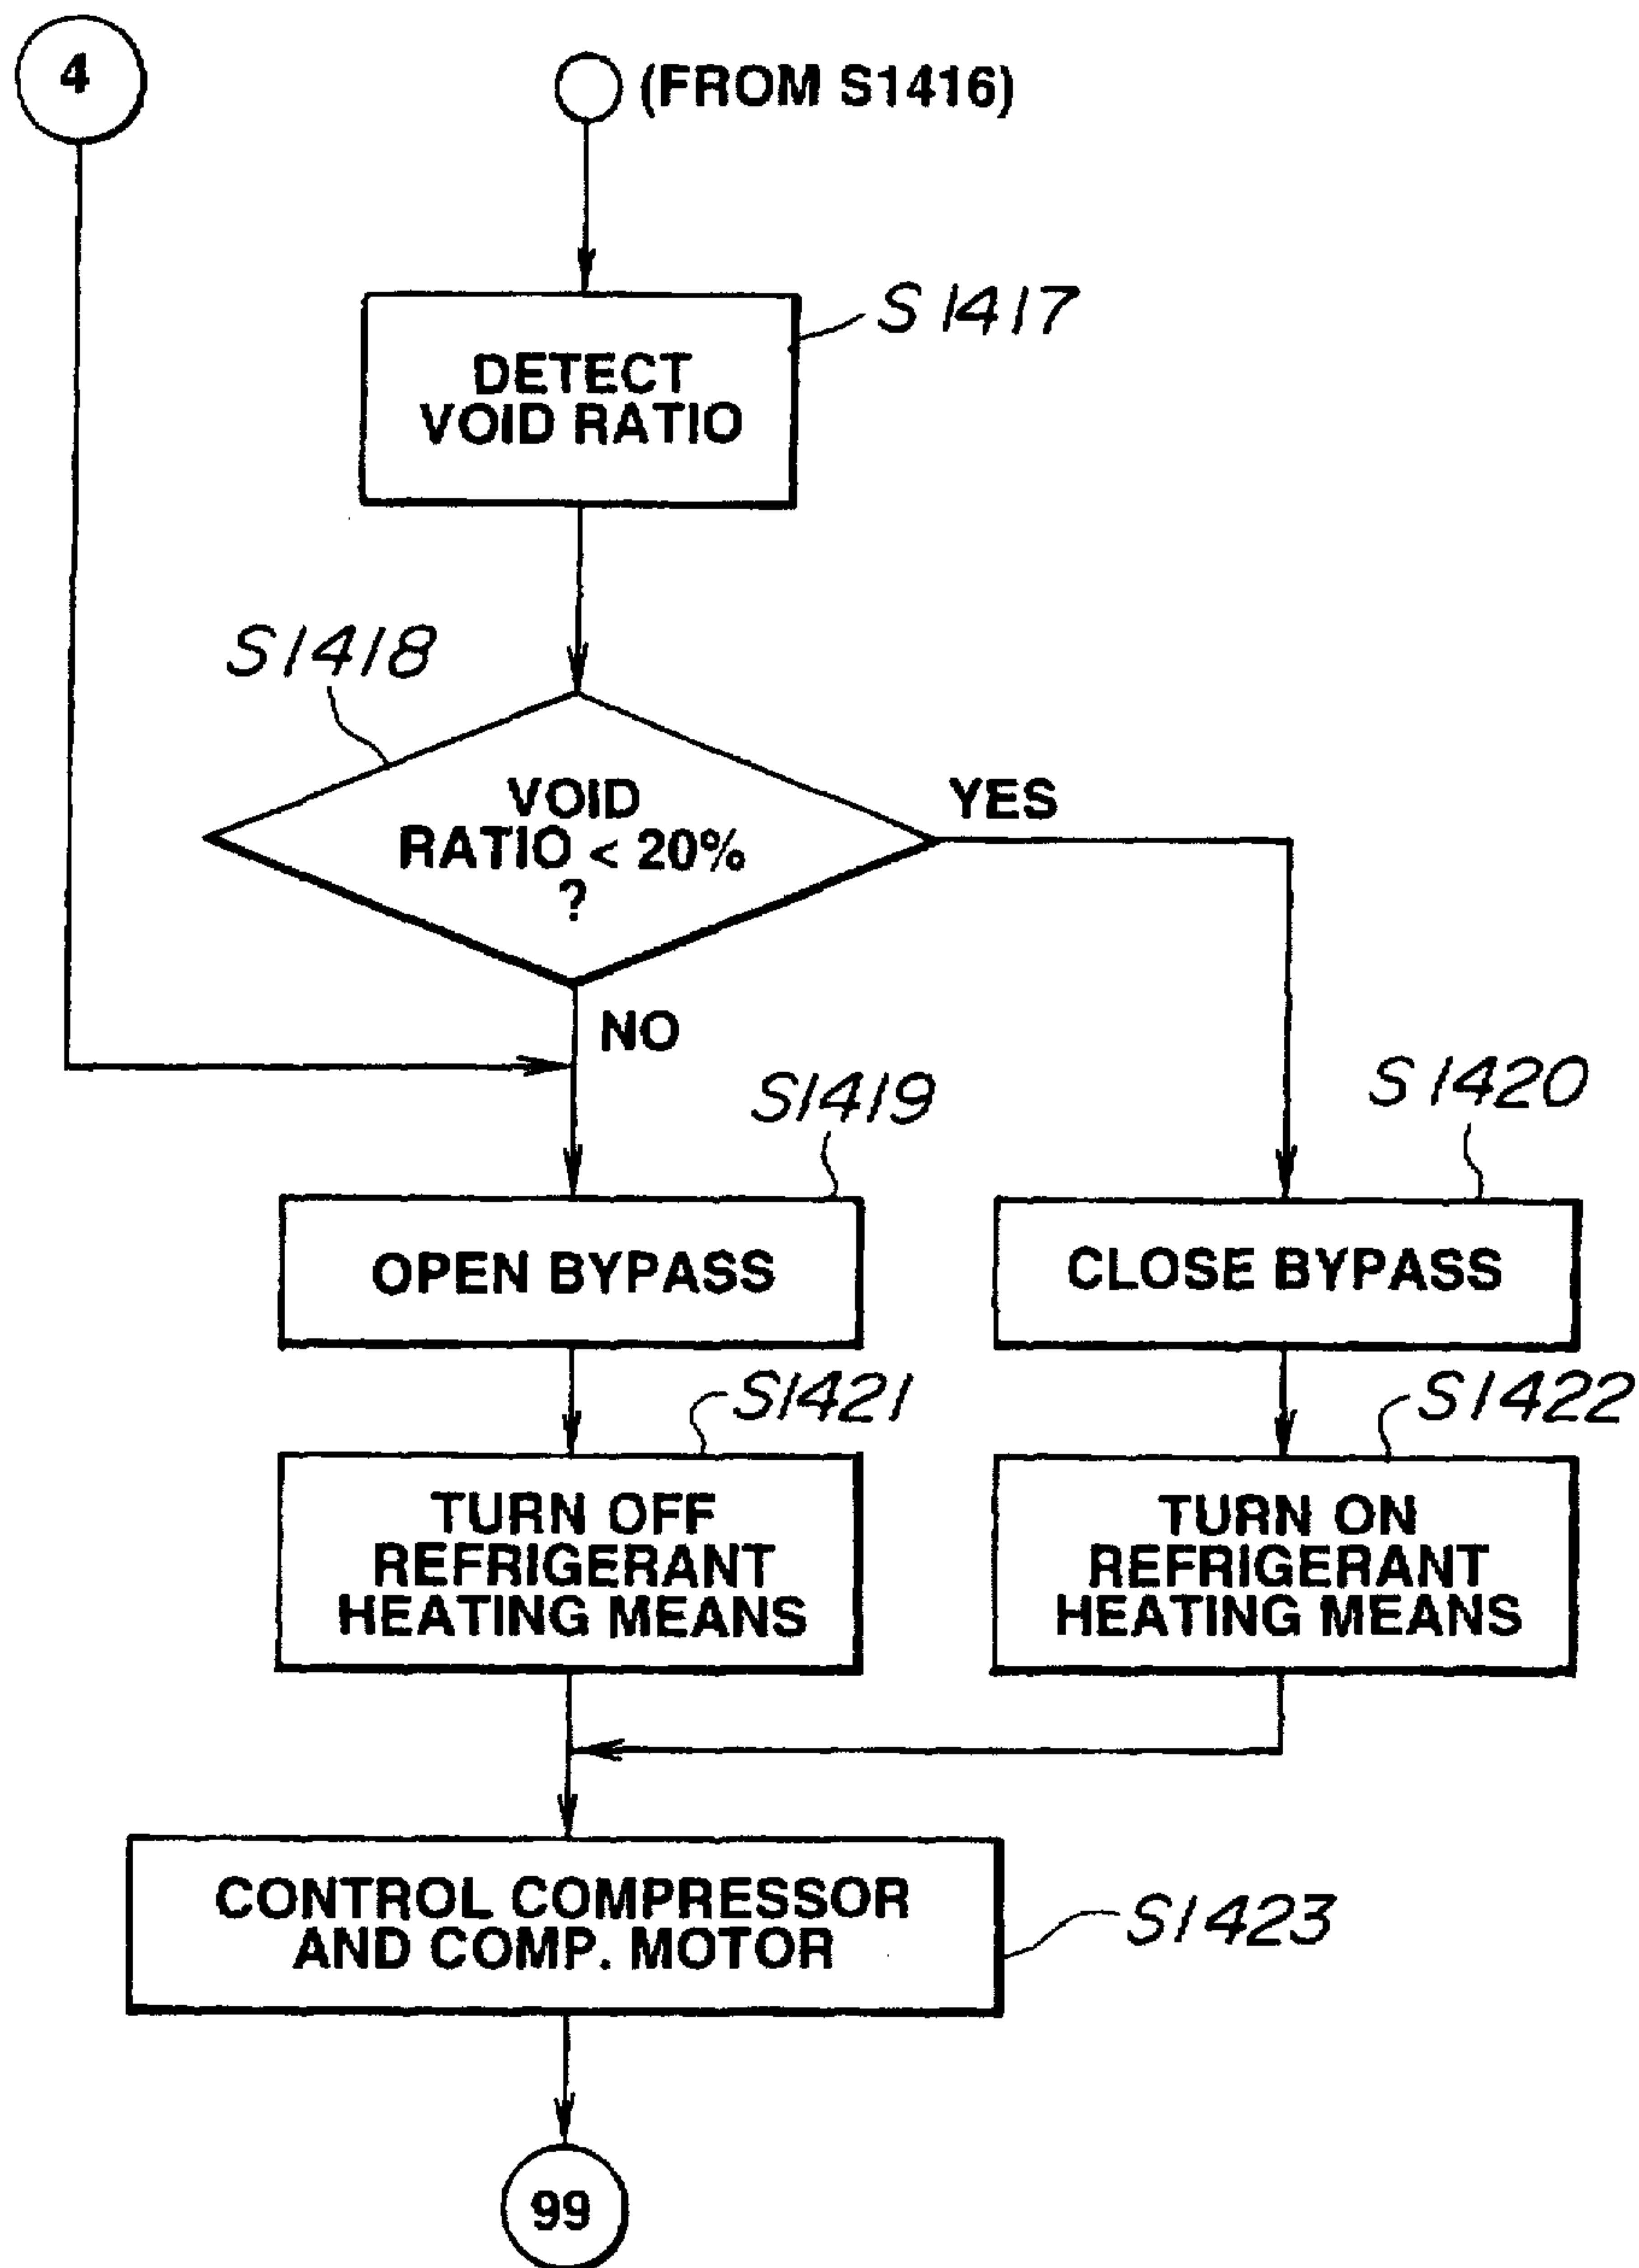 4
(FROM S1416)
S1417
DETECT
VOID RATIO
S1418
VOID
RATIO < 20%
?
YES
NO
S1419
S1420
OPEN BYPASS
CLOSE BYPASS
S1421
S1422
TURN OFF
REFRIGERANT
HEATING MEANS
TURN ON
REFRIGERANT
HEATING MEANS
CONTROL COMPRESSOR
AND COMP. MOTOR
S1423
99